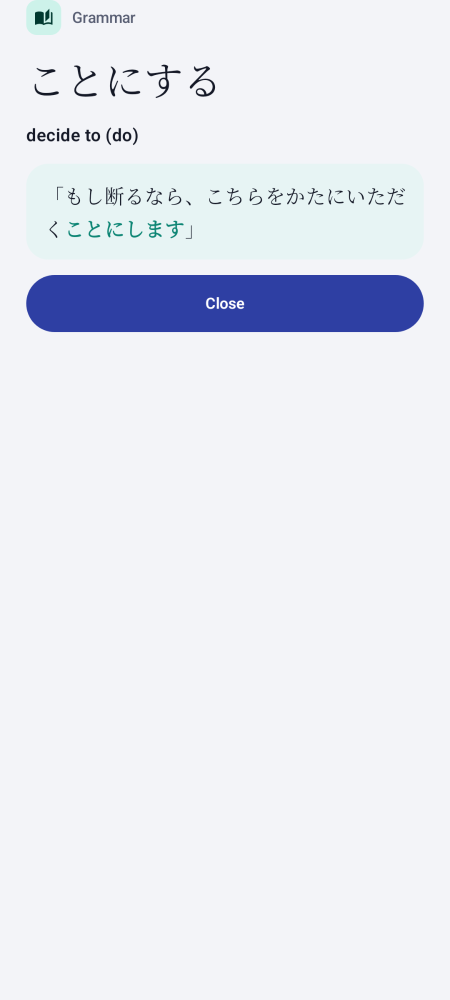 Grammar
ことにする
decide to (do)
「もし断るなら、こちらをかたにいただ
くことにします」
Close